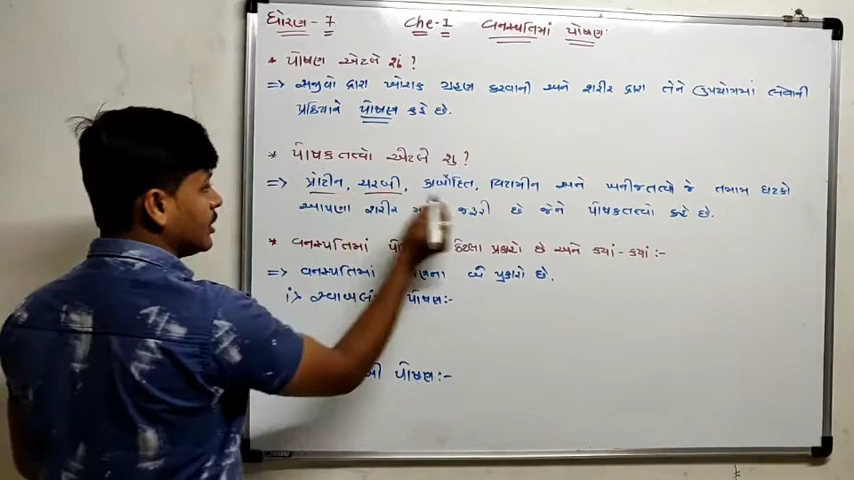 ધોરણ - 7 Che-1 વનસ્પતિમાં પોષણ
* પોષણ એટલે શું ?
=> સજીવો દ્વારા ખોરાક ગ્રહણ કરવાની અને શરીર દ્વારા તેને ઉપયોગમાં લેવાની
પ્રક્રિયાને પોષણ કહે છે.
* પોષકતત્વો એટલે શું ?
=> પ્રોટીન, ચરબી, કાર્બોદિત, વિટામીન અને ખનીજતત્વો જે તમામ ઘટકો
આપણા શરીર જરૂરી છે જેને પોષકતત્વો કહે છે.
* વનસ્પતિમાં કેટલા પ્રકારો છે અને કયાં - કયાં :-
=> વનસ્પતિમાં બે પ્રકારો છે.
i> પોષણ:-
પોષણ:-